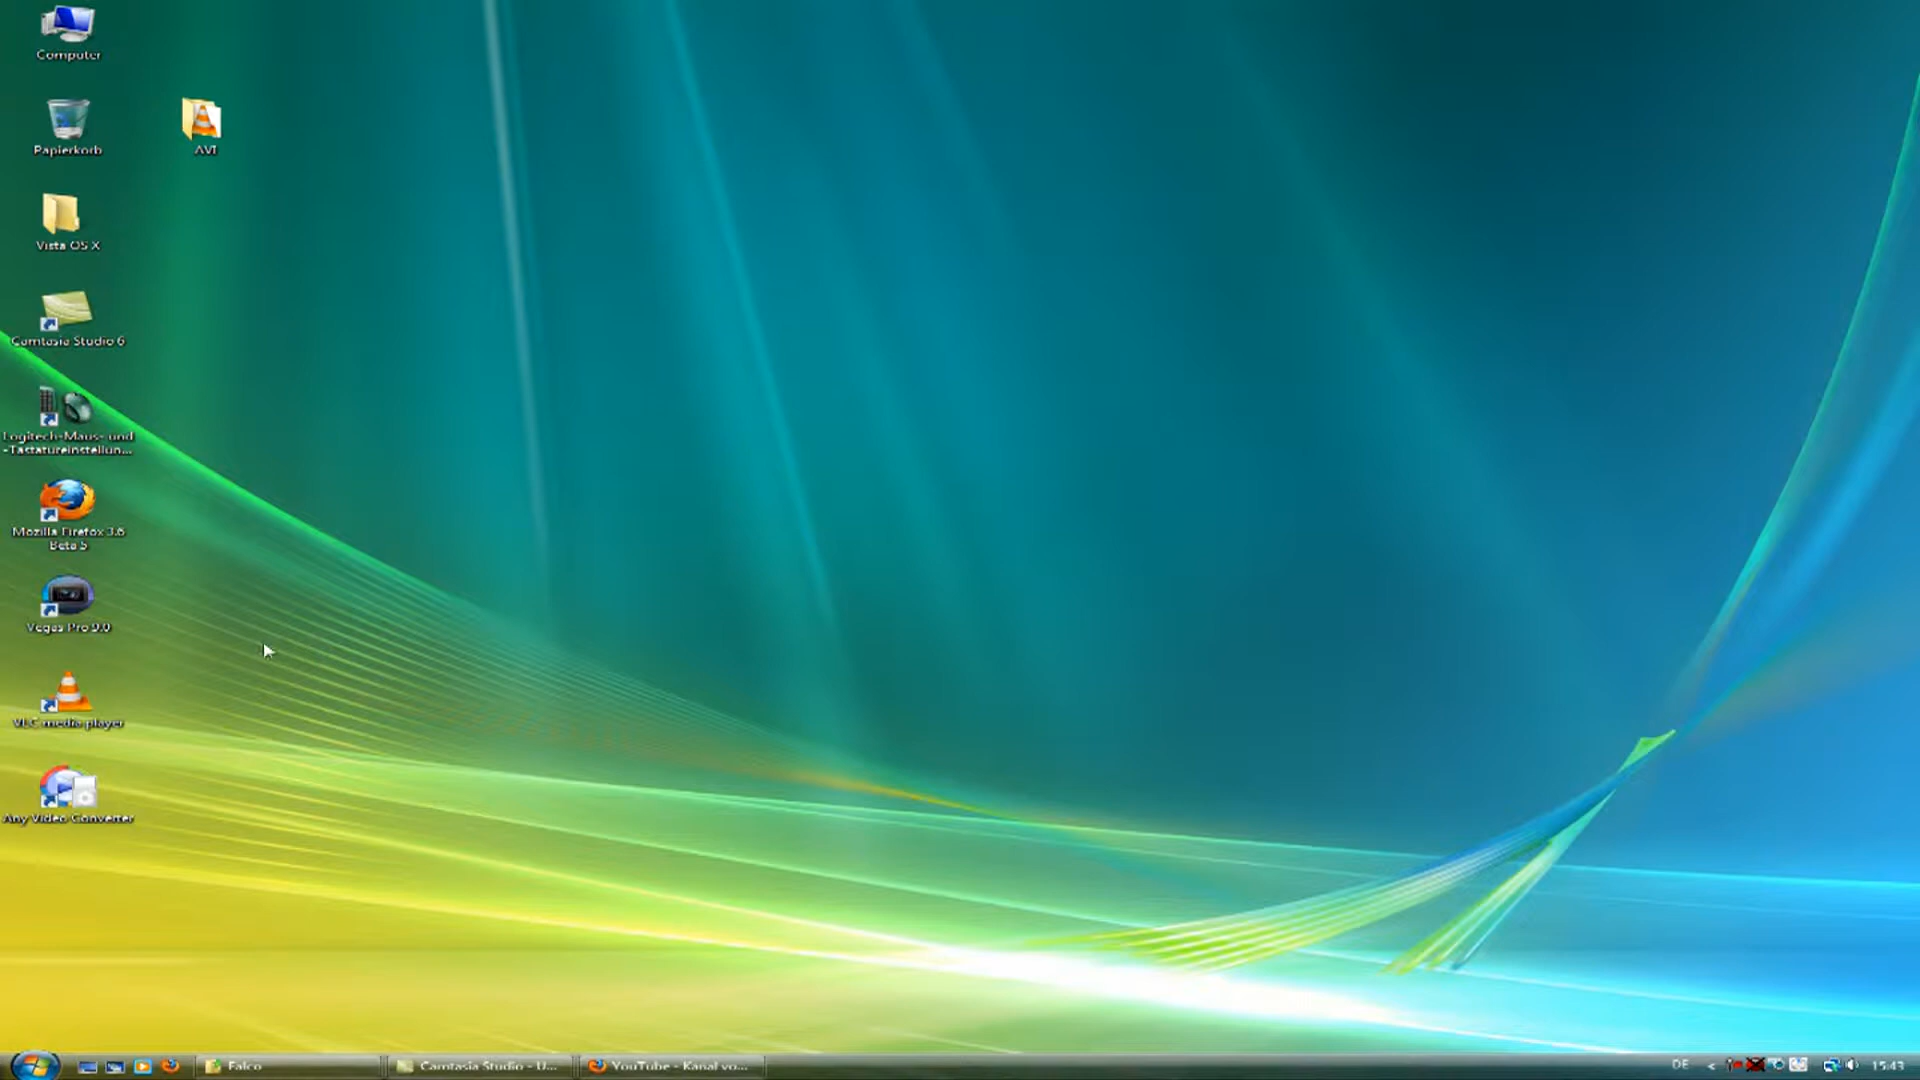 Computer
Papierkorb
AVI
Vista OS X
Camtasia Studio 6
Logitech-Maus- und
-Tastatureinstellun...
Mozilla Firefox 3.6
Beta 5
Vegas Pro 9.0
VLC media player
Any Video Converter
Falco
Camtasia Studio - U...
YouTube - Kanal vo...
DE
<
15:43